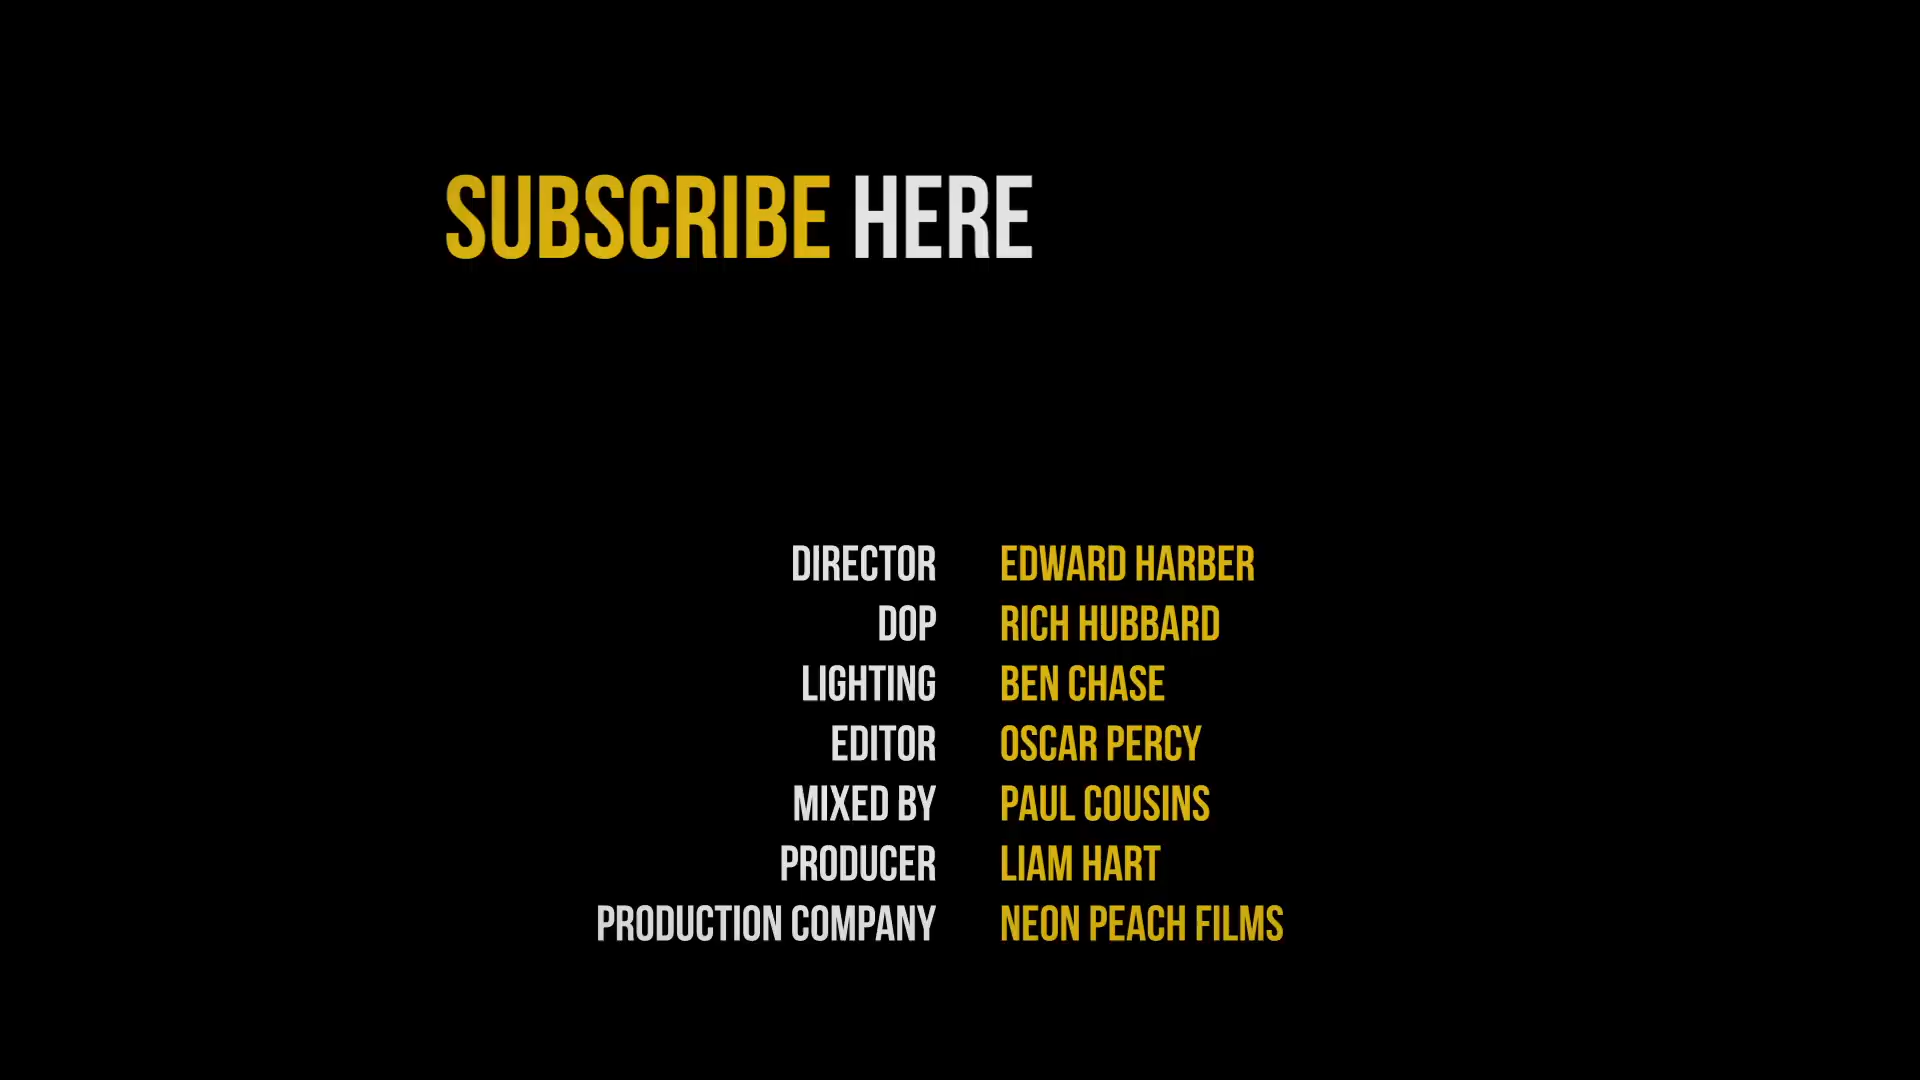 SUBSCRIBE HERE
DIRECTOR EDWARD HARBER
DOP RICH HUBBARD
LIGHTING BEN CHASE
EDITOR OSCAR PERCY
MIXED BY PAUL COUSINS
PRODUCER LIAM HART
PRODUCTION COMPANY NEON PEACH FILMS